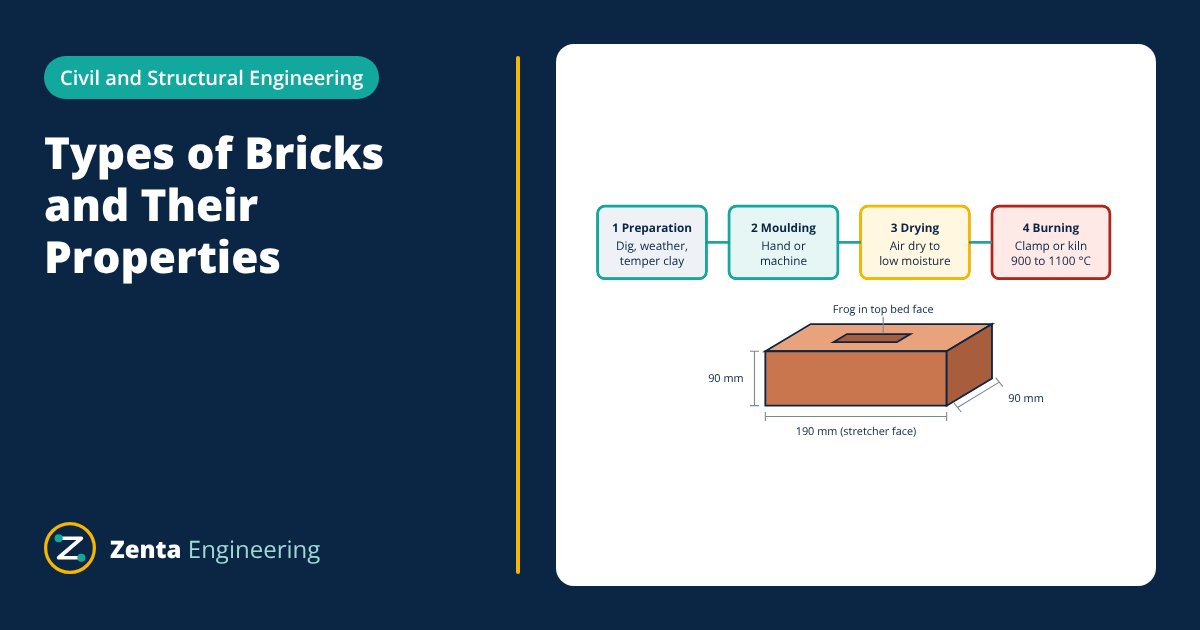 Civil and Structural Engineering
Types of Bricks
and Their
Properties
Zenta Engineering
1 Preparation
Dig, weather,
temper clay
2 Moulding
Hand or
machine
3 Drying
Air dry to
low moisture
4 Burning
Clamp or kiln
900 to 1100 °C
Frog in top bed face
90 mm
90 mm
190 mm (stretcher face)